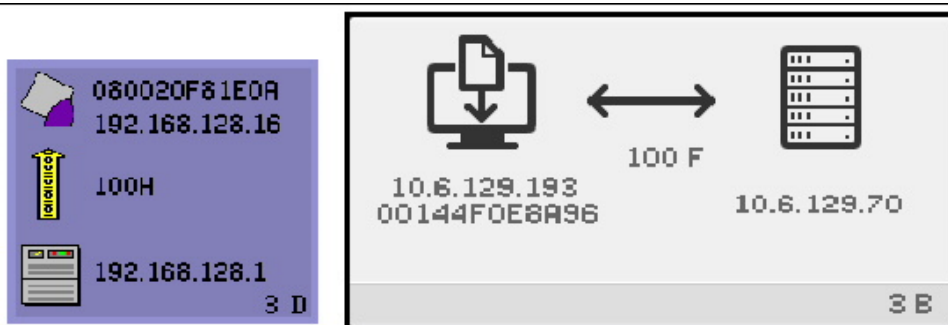 080020F81E0A
192.168.128.16
100H
192.168.128.1
3 D
100 F
10.6.129.193
00144F0E8A96
10.6.129.70
3 B